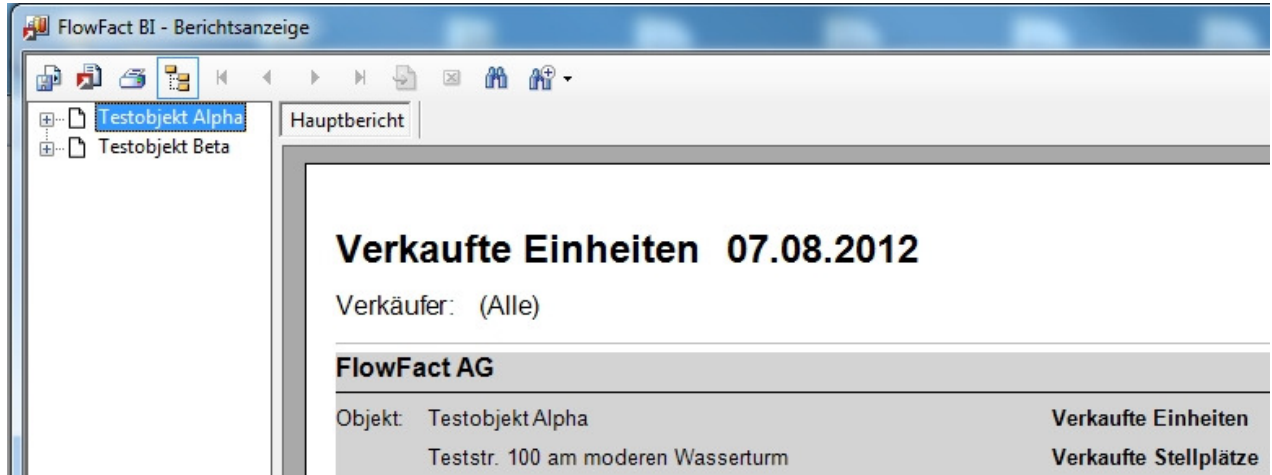 FlowFact BI - Berichtsanzeige
Testobjekt Alpha
Testobjekt Beta
Hauptbericht
Verkaufte Einheiten 07.08.2012
Verkäufer: (Alle)
FlowFact AG
Objekt: Testobjekt Alpha Verkaufte Einheiten
Teststr. 100 am moderen Wasserturm Verkaufte Stellplätze